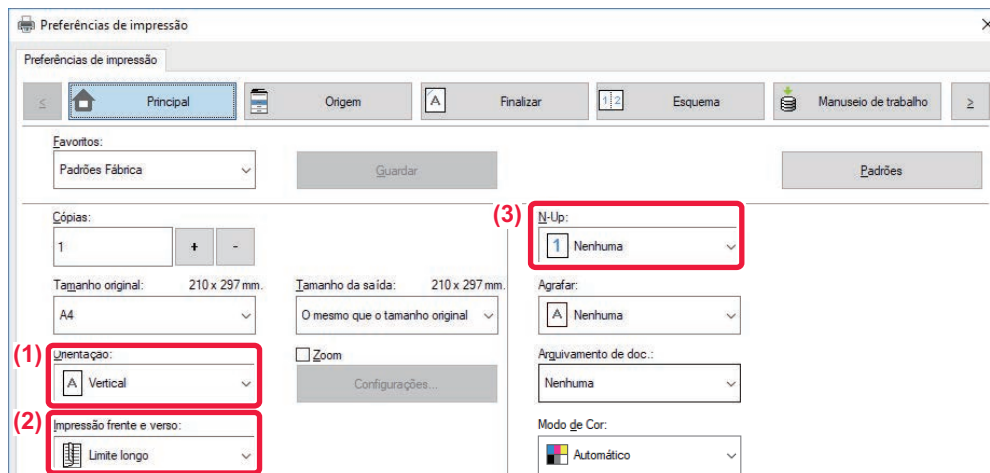 Preferências de impressão
Preferências de impressão
≤ Principal Origem Finalizar Esquema Manuseio de trabalho ≥
Favoritos:
Padrões Fábrica Guardar Padrões
Cópias: (3) N-Up:
1 + - 1 Nenhuma
Tamanho original: 210 x 297 mm. Tamanho da saída: 210 x 297 mm. Agrafar:
A4 O mesmo que o tamanho original A Nenhuma
(1) Orientação: Zoom Arquivamento de doc.:
A Vertical Configurações... Nenhuma
(2) Impressão frente e verso: Modo de Cor:
Limite longo Automático